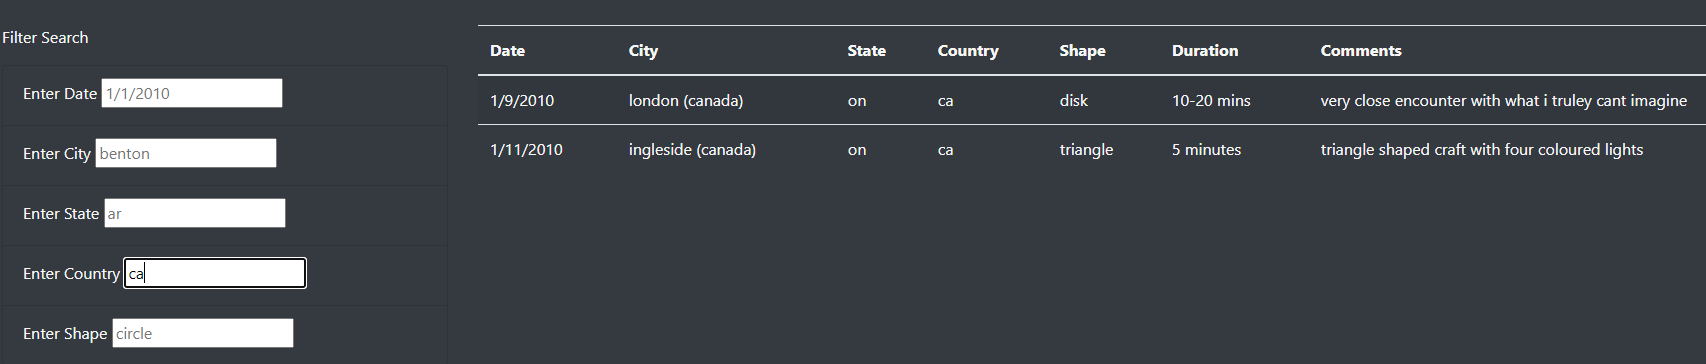 Filter Search
Enter Date 1/1/2010
Enter City benton
Enter State ar
Enter Country ca
Enter Shape circle
Date City State Country Shape Duration Comments
1/9/2010 london (canada) on ca disk 10-20 mins very close encounter with what i truley cant imagine
1/11/2010 ingleside (canada) on ca triangle 5 minutes triangle shaped craft with four coloured lights